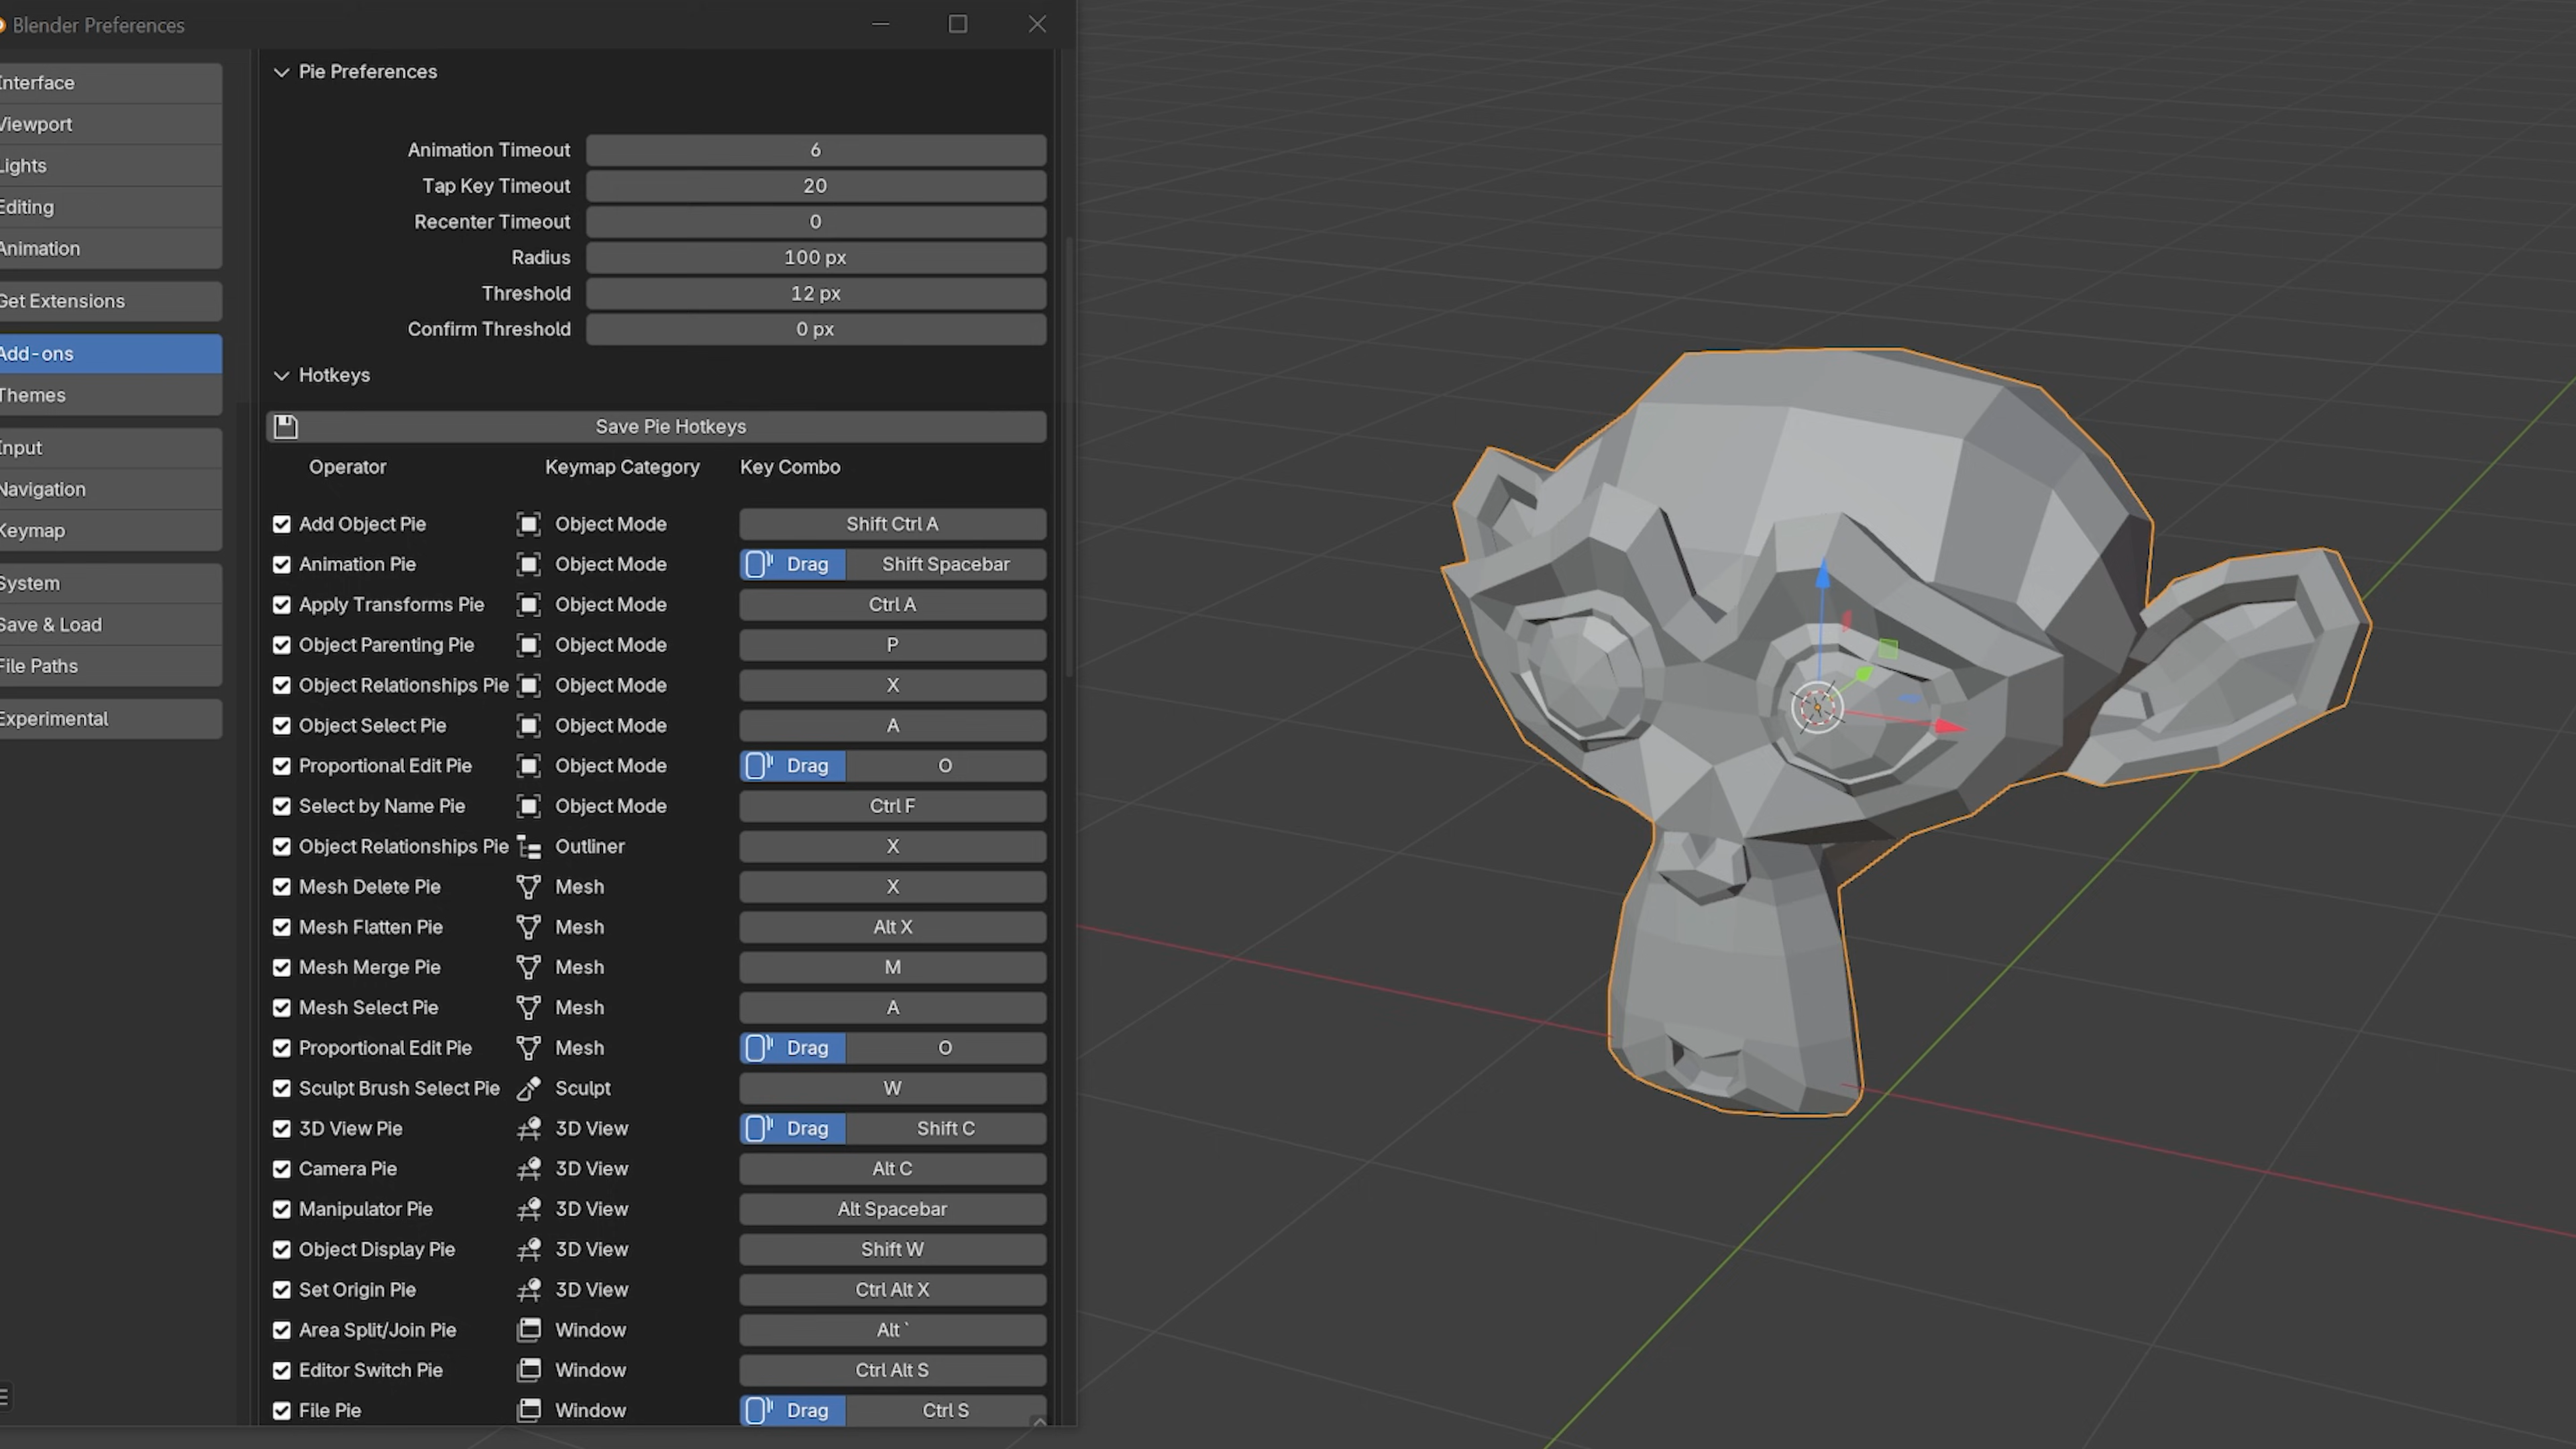 Blender Preferences
Interface
Viewport
Lights
Editing
Animation
Get Extensions
Add-ons
Themes
Input
Navigation
Keymap
System
Save & Load
File Paths
Experimental
Pie Preferences
Animation Timeout 6
Tap Key Timeout 20
Recenter Timeout 0
Radius 100 px
Threshold 12 px
Confirm Threshold 0 px
Hotkeys
Save Pie Hotkeys
Operator Keymap Category Key Combo
Add Object Pie Object Mode Shift Ctrl A
Animation Pie Object Mode Drag Shift Spacebar
Apply Transforms Pie Object Mode Ctrl A
Object Parenting Pie Object Mode P
Object Relationships Pie Object Mode X
Object Select Pie Object Mode A
Proportional Edit Pie Object Mode Drag O
Select by Name Pie Object Mode Ctrl F
Object Relationships Pie Outliner X
Mesh Delete Pie Mesh X
Mesh Flatten Pie Mesh Alt X
Mesh Merge Pie Mesh M
Mesh Select Pie Mesh A
Proportional Edit Pie Mesh Drag O
Sculpt Brush Select Pie Sculpt W
3D View Pie 3D View Drag Shift C
Camera Pie 3D View Alt C
Manipulator Pie 3D View Alt Spacebar
Object Display Pie 3D View Shift W
Set Origin Pie 3D View Ctrl Alt X
Area Split/Join Pie Window Alt `
Editor Switch Pie Window Ctrl Alt S
File Pie Window Drag Ctrl S